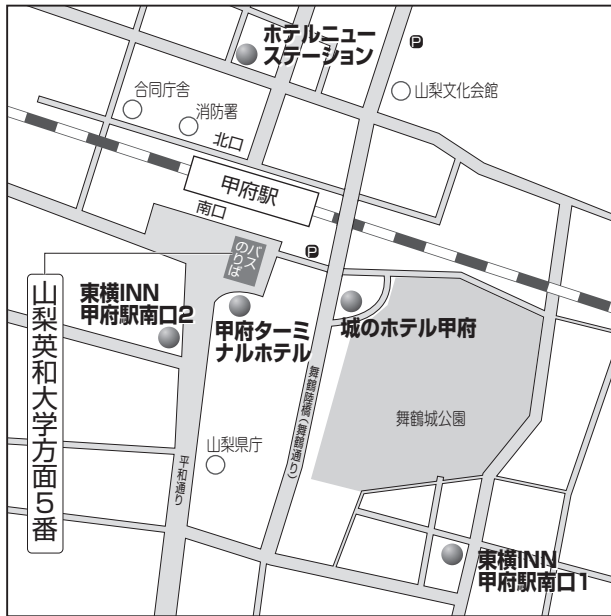 ホテルニュー
ステーション
P
山梨文化会館
合同庁舎
消防署
北口
甲府駅
南口
バス
のりば
P
山梨英和大学方面5番
東横INN
甲府駅南口2
甲府ターミ
ナルホテル
城のホテル甲府
舞鶴陸橋(舞鶴通り)
舞鶴城公園
山梨県庁
平和通り
東横INN
甲府駅南口1